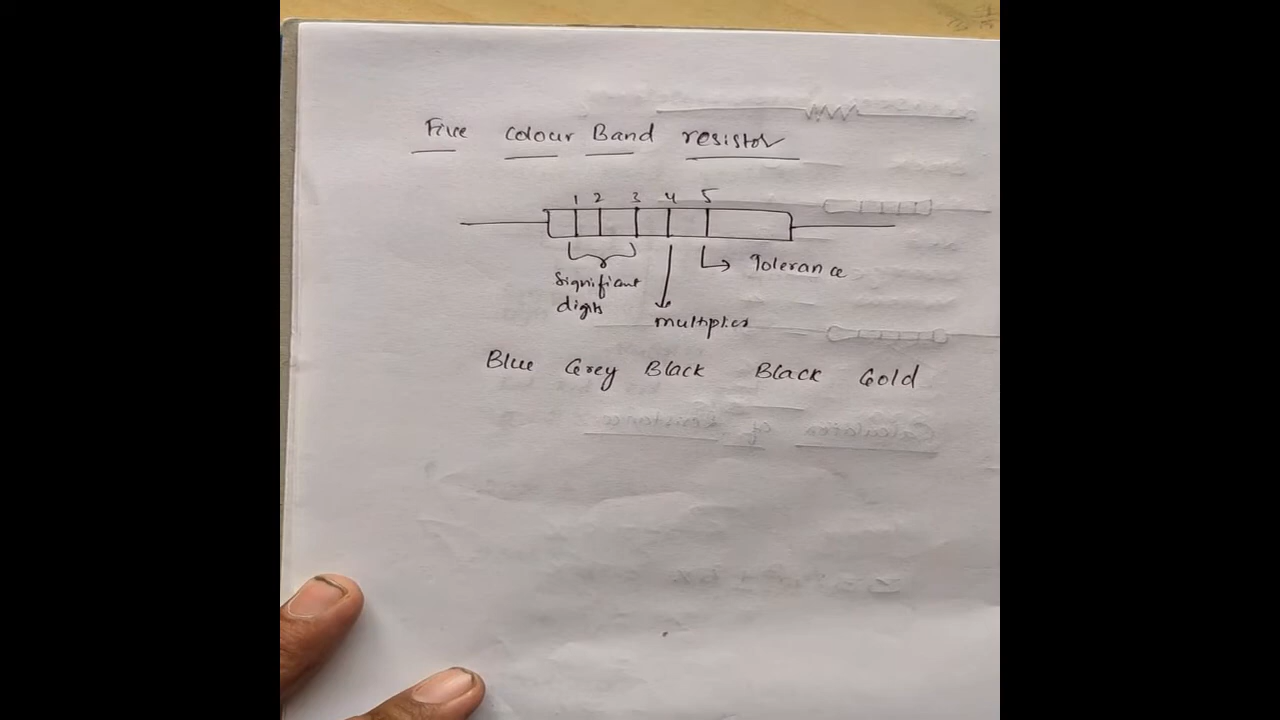 Five Colour Band resistor
1 2 3 4 5
Significant
digits
Tolerance
multiplier
Blue Grey Black Black Gold